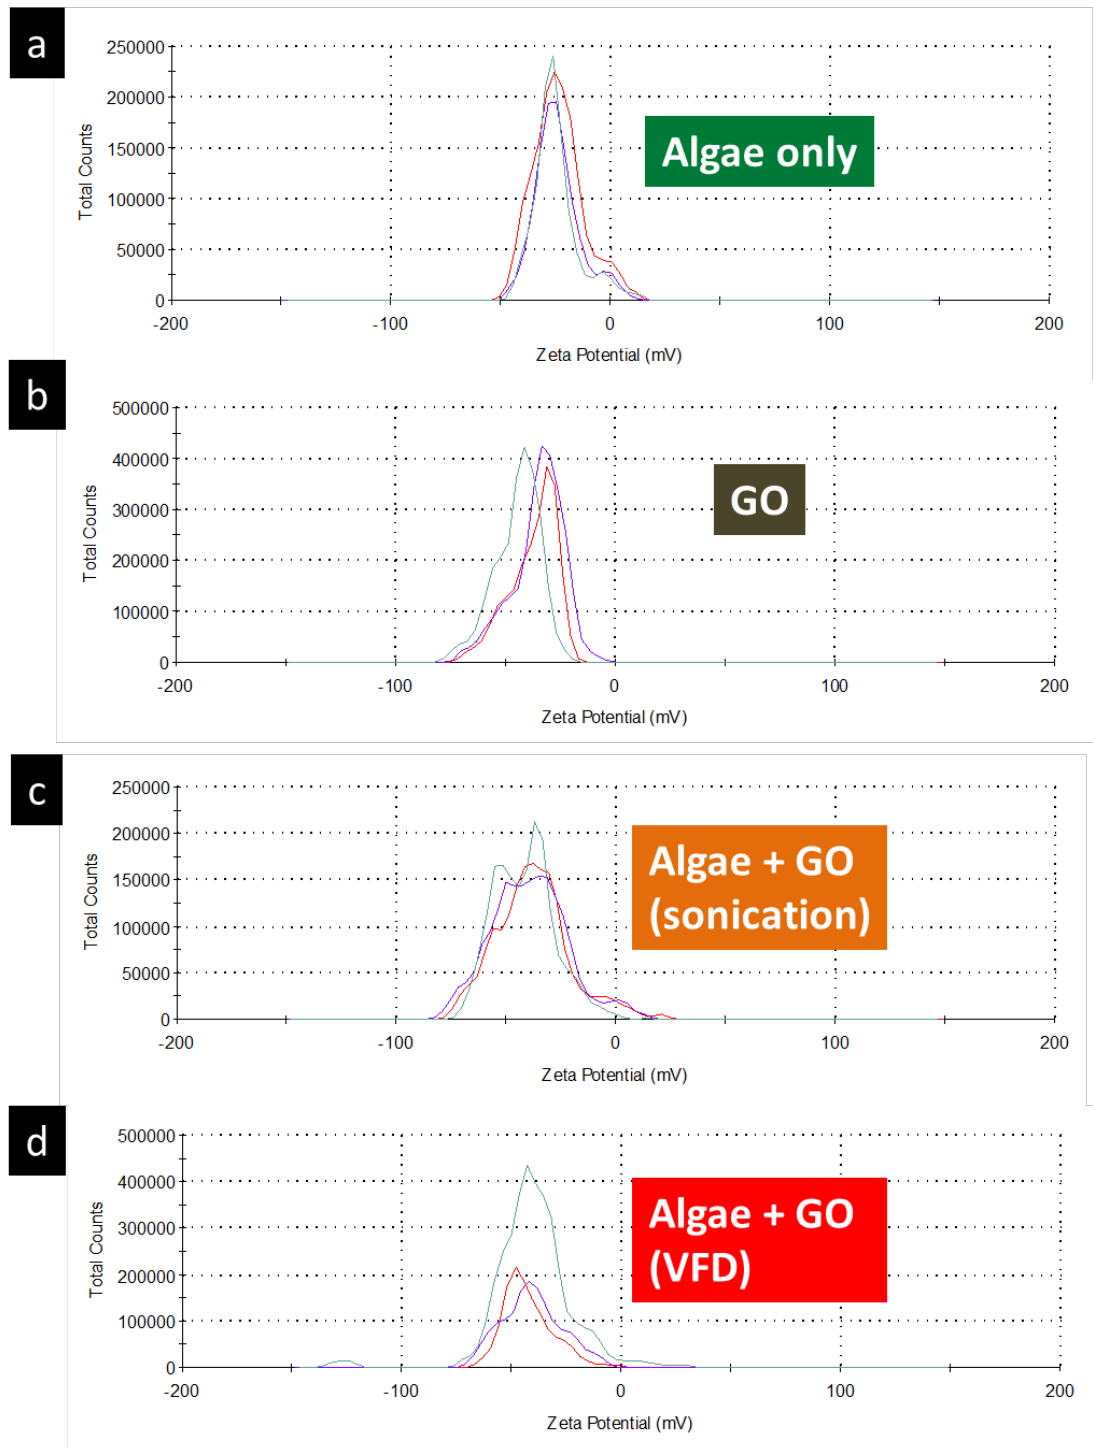 a
250000
200000
150000
100000
50000
0
Total Counts
Algae only
-200 -100 0 100 200
Zeta Potential (mV)
b
500000
400000
300000
200000
100000
0
Total Counts
GO
-200 -100 0 100 200
Zeta Potential (mV)
c
250000
200000
150000
100000
50000
0
Total Counts
Algae + GO
(sonication)
-200 -100 0 100 200
Zeta Potential (mV)
d
500000
400000
300000
200000
100000
0
Total Counts
Algae + GO
(VFD)
-200 -100 0 100 200
Zeta Potential (mV)